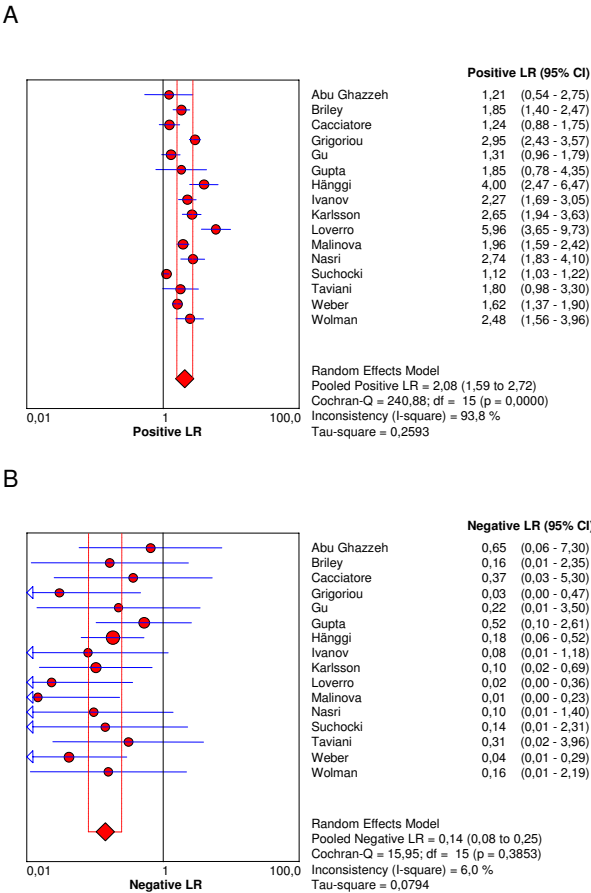 A
Positive LR (95% CI)
Abu Ghazzeh 1,21 (0,54 - 2,75)
Briley 1,85 (1,40 - 2,47)
Cacciatore 1,24 (0,88 - 1,75)
Grigoriou 2,95 (2,43 - 3,57)
Gu 1,31 (0,96 - 1,79)
Gupta 1,85 (0,78 - 4,35)
Hänggi 4,00 (2,47 - 6,47)
Ivanov 2,27 (1,69 - 3,05)
Karlsson 2,65 (1,94 - 3,63)
Loverro 5,96 (3,65 - 9,73)
Malinova 1,96 (1,59 - 2,42)
Nasri 2,74 (1,83 - 4,10)
Suchocki 1,12 (1,03 - 1,22)
Taviani 1,80 (0,98 - 3,30)
Weber 1,62 (1,37 - 1,90)
Wolman 2,48 (1,56 - 3,96)
Random Effects Model
Pooled Positive LR = 2,08 (1,59 to 2,72)
Cochran-Q = 240,88; df = 15 (p = 0,0000)
Inconsistency (I-square) = 93,8 %
Tau-square = 0,2593
0,01 1 100,0
Positive LR
B
Negative LR (95% CI)
Abu Ghazzeh 0,65 (0,06 - 7,30)
Briley 0,16 (0,01 - 2,35)
Cacciatore 0,37 (0,03 - 5,30)
Grigoriou 0,03 (0,00 - 0,47)
Gu 0,22 (0,01 - 3,50)
Gupta 0,52 (0,10 - 2,61)
Hänggi 0,18 (0,06 - 0,52)
Ivanov 0,08 (0,01 - 1,18)
Karlsson 0,10 (0,02 - 0,69)
Loverro 0,02 (0,00 - 0,36)
Malinova 0,01 (0,00 - 0,23)
Nasri 0,10 (0,01 - 1,40)
Suchocki 0,14 (0,01 - 2,31)
Taviani 0,31 (0,02 - 3,96)
Weber 0,04 (0,01 - 0,29)
Wolman 0,16 (0,01 - 2,19)
Random Effects Model
Pooled Negative LR = 0,14 (0,08 to 0,25)
Cochran-Q = 15,95; df = 15 (p = 0,3853)
Inconsistency (I-square) = 6,0 %
Tau-square = 0,0794
0,01 1 100,0
Negative LR